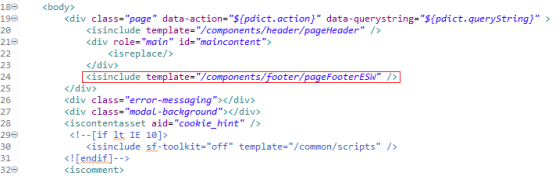 18 <body>
19 <div class="page" data-action="${pdict.action}" data-querystring="${pdict.queryString}" >
20 <isinclude template="/components/header/pageHeader" />
21 <div role="main" id="maincontent">
22 <isreplace/>
23 </div>
24 <isinclude template="/components/footer/pageFooterESW" />
25 </div>
26 <div class="error-messaging"></div>
27 <div class="modal-background"></div>
28 <iscontentasset aid="cookie_hint" />
29 <!--[if lt IE 10]>
30 <isinclude sf-toolkit="off" template="/common/scripts" />
31 <![endif]-->
32 <iscomment>